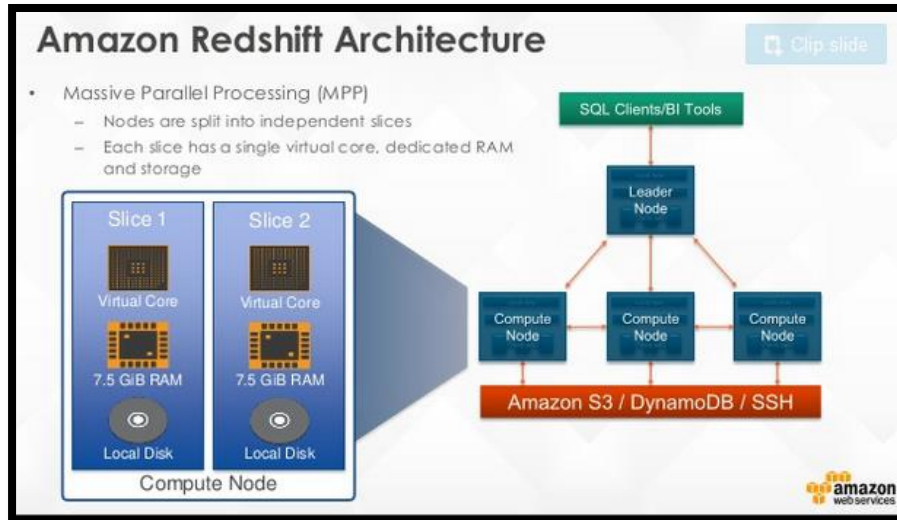 Amazon Redshift Architecture
Clip slide
• Massive Parallel Processing (MPP)
– Nodes are split into independent slices
– Each slice has a single virtual core, dedicated RAM
and storage
SQL Clients/BI Tools
Leader
Node
Compute
Node
Compute
Node
Compute
Node
Amazon S3 / DynamoDB / SSH
Slice 1
Virtual Core
7.5 GiB RAM
Local Disk
Slice 2
Virtual Core
7.5 GiB RAM
Local Disk
Compute Node
amazon
web services